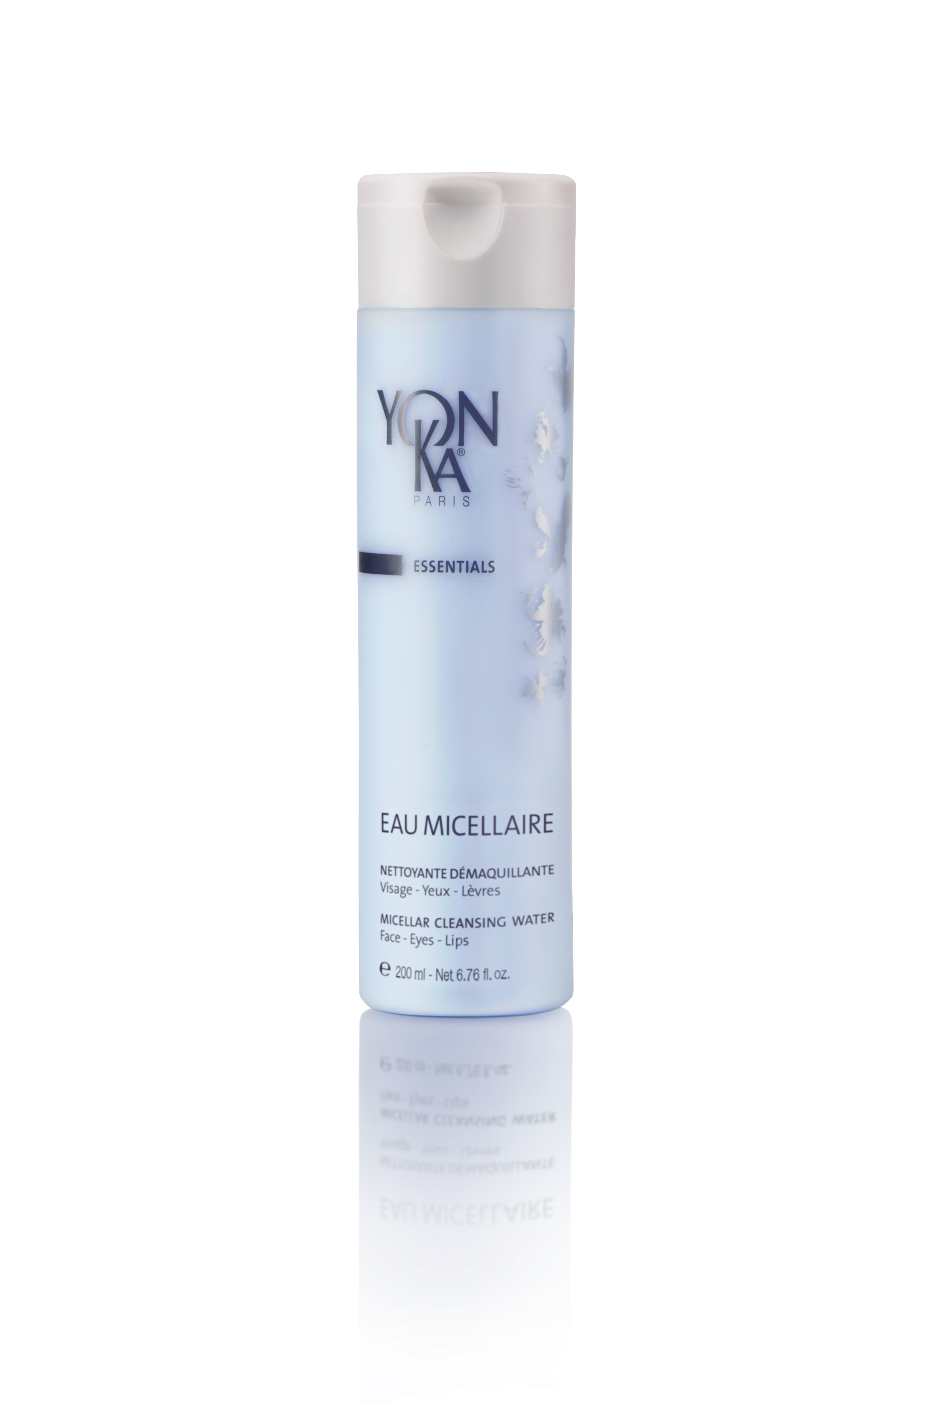 YON
KA®
PARIS
ESSENTIALS
EAU MICELLAIRE
NETTOYANTE DÉMAQUILLANTE
Visage - Yeux - Lèvres
MICELLAR CLEANSING WATER
Face - Eyes - Lips
℮ 200 ml - Net 6.76 fl. oz.